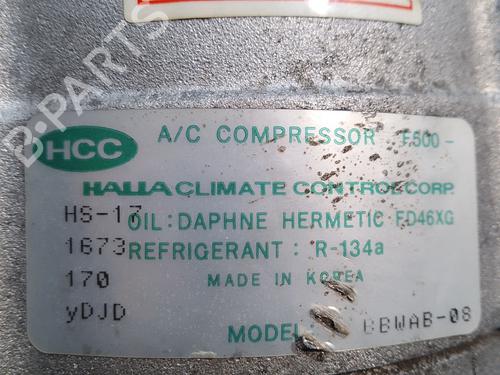 B-PARTS
HCC
A/C COMPRESSOR F500-
HALLA CLIMATE CONTROL CORP.
HS-17 OIL: DAPHNE HERMETIC FD46XG
1673 REFRIGERANT: R-134a
170 MADE IN KOREA
yDJD
MODEL BBWAB-08